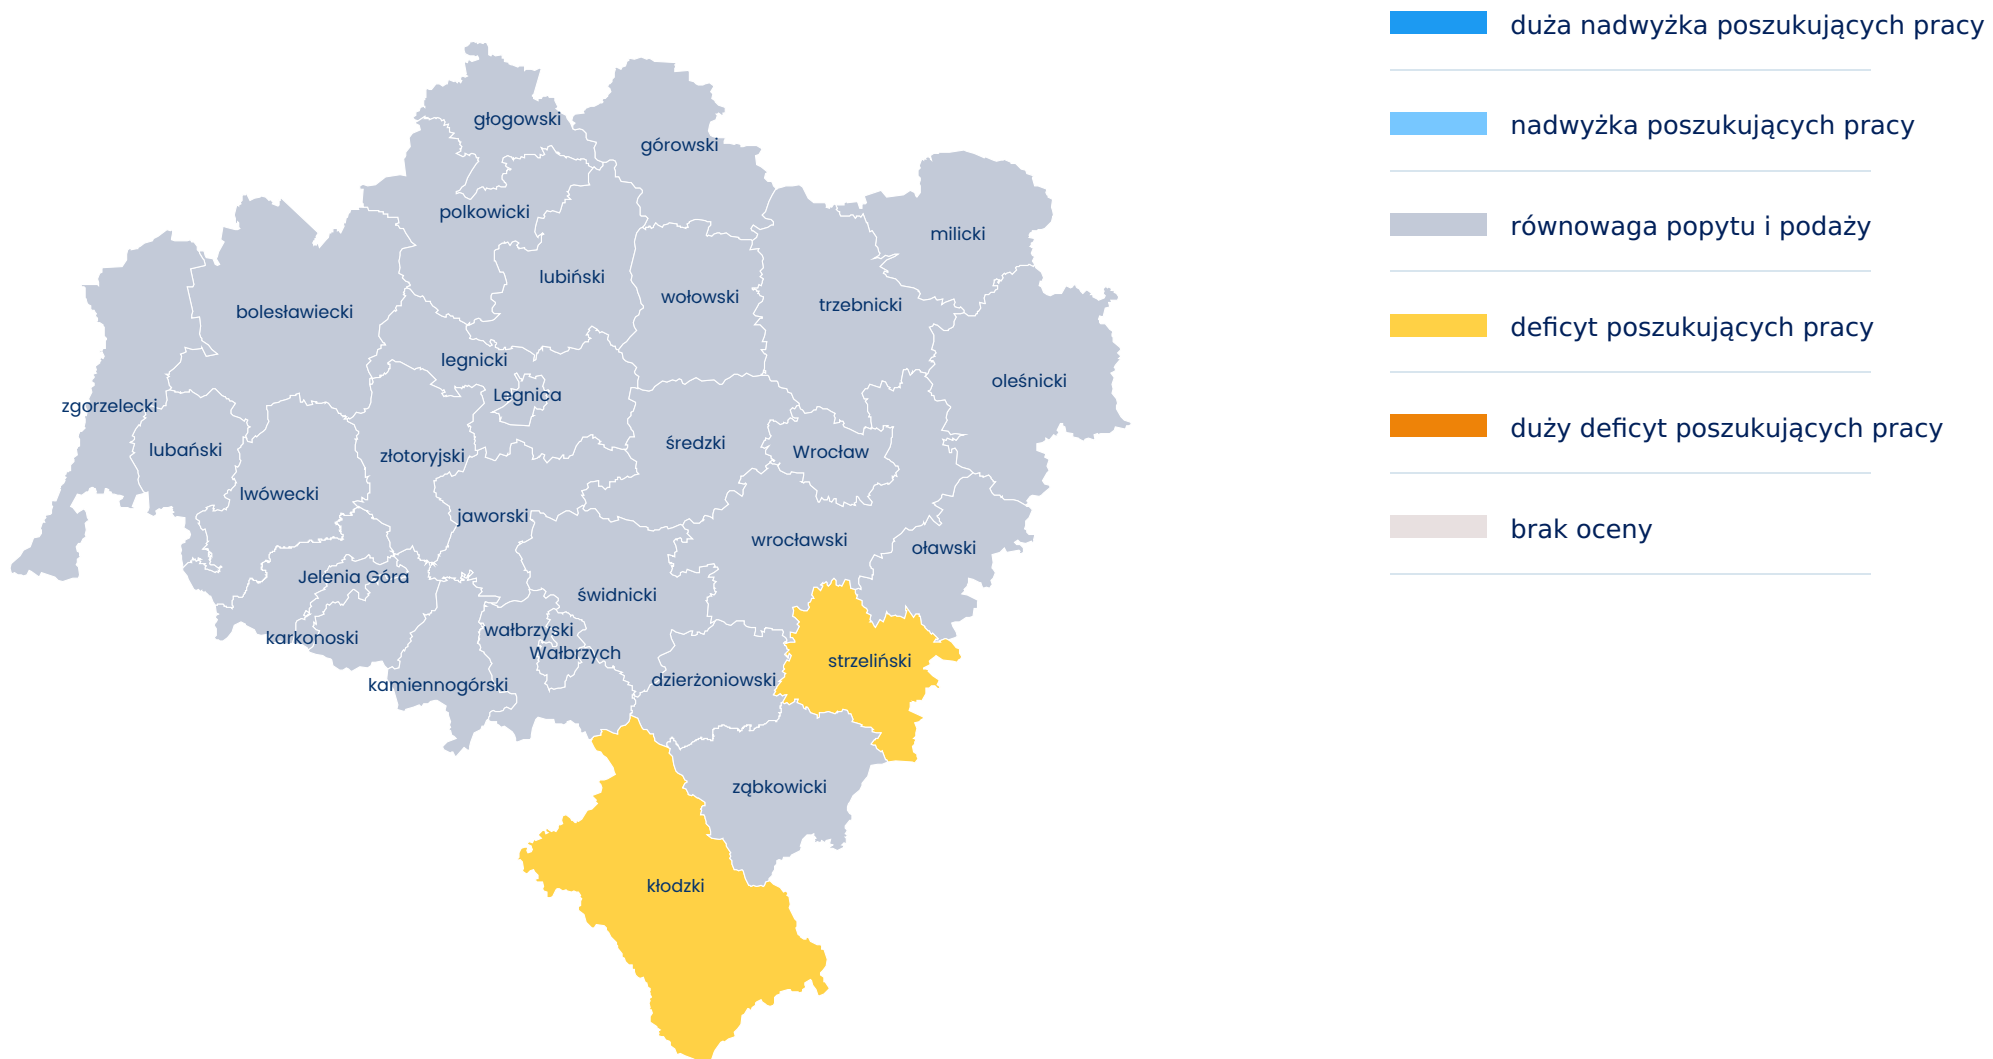 głogowski
górowski
polkowicki
milicki
lubiński
wołowski
trzebnicki
bolesławiecki
legnicki
oleśnicki
Legnica
zgorzelecki
średzki
lubański
Wrocław
złotoryjski
lwówecki
jaworski
wrocławski
oławski
Jelenia Góra
świdnicki
wałbrzyski
karkonoski
Wałbrzych
strzeliński
dzierżoniowski
kamiennogórski
ząbkowicki
kłodzki
duża nadwyżka poszukujących pracy
nadwyżka poszukujących pracy
równowaga popytu i podaży
deficyt poszukujących pracy
duży deficyt poszukujących pracy
brak oceny